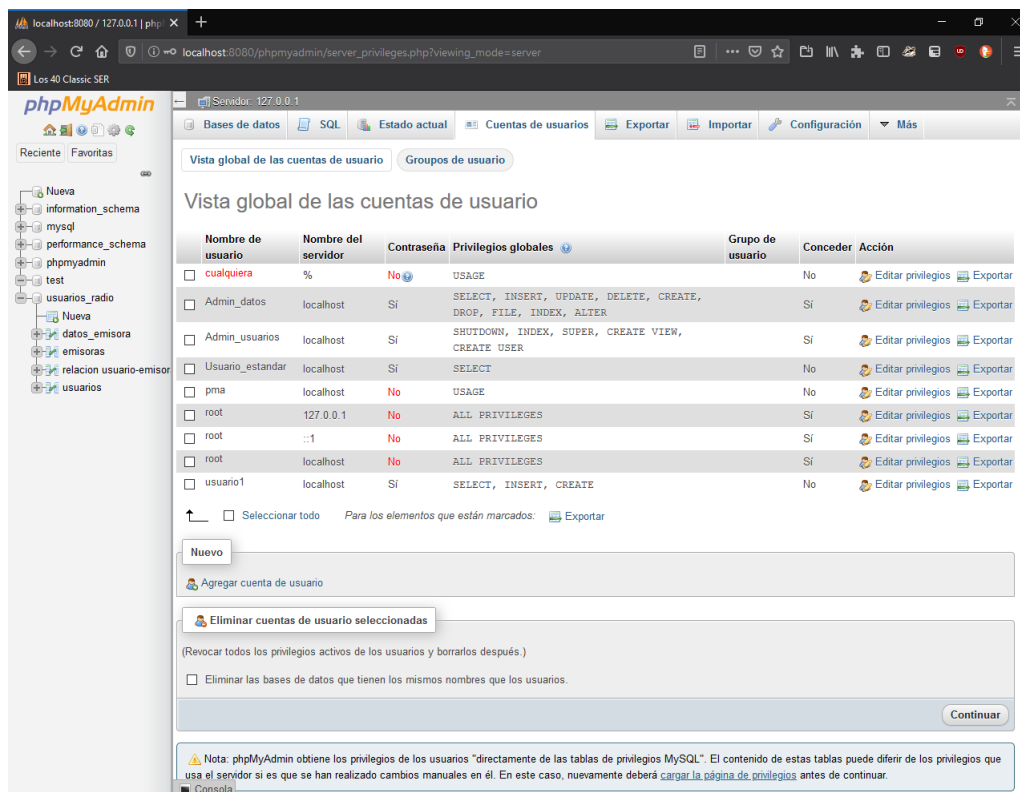 localhost:8080 / 127.0.0.1 | php
localhost:8080/phpmyadmin/server_privileges.php?viewing_mode=server
Los 40 Classic SER
phpMyAdmin
Reciente Favoritas
Nueva
information_schema
mysql
performance_schema
phpmyadmin
test
usuarios_radio
Nueva
datos_emisora
emisoras
relacion usuario-emisor
usuarios
Servidor: 127.0.0.1
Bases de datos SQL Estado actual Cuentas de usuarios Exportar Importar Configuración Más
Vista global de las cuentas de usuario Groupos de usuario
Vista global de las cuentas de usuario
Nombre de usuario Nombre del servidor Contraseña Privilegios globales Grupo de usuario Conceder Acción
cualquiera % No USAGE No Editar privilegios Exportar
Admin_datos localhost Sí SELECT, INSERT, UPDATE, DELETE, CREATE, DROP, FILE, INDEX, ALTER Sí Editar privilegios Exportar
Admin_usuarios localhost Sí SHUTDOWN, INDEX, SUPER, CREATE VIEW, CREATE USER Sí Editar privilegios Exportar
Usuario_estandar localhost Sí SELECT No Editar privilegios Exportar
pma localhost No USAGE No Editar privilegios Exportar
root 127.0.0.1 No ALL PRIVILEGES Sí Editar privilegios Exportar
root ::1 No ALL PRIVILEGES Sí Editar privilegios Exportar
root localhost No ALL PRIVILEGES Sí Editar privilegios Exportar
usuario1 localhost Sí SELECT, INSERT, CREATE No Editar privilegios Exportar
Seleccionar todo Para los elementos que están marcados: Exportar
Nuevo
Agregar cuenta de usuario
Eliminar cuentas de usuario seleccionadas
(Revocar todos los privilegios activos de los usuarios y borrarlos después.)
Eliminar las bases de datos que tienen los mismos nombres que los usuarios.
Continuar
Nota: phpMyAdmin obtiene los privilegios de los usuarios "directamente de las tablas de privilegios MySQL". El contenido de estas tablas puede diferir de los privilegios que
usa el servidor si es que se han realizado cambios manuales en él. En este caso, nuevamente deberá cargar la página de privilegios antes de continuar.
Consola